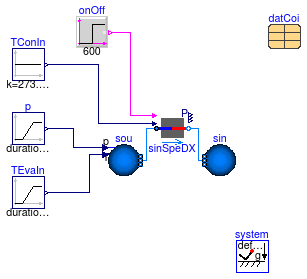 onOff
datCoi
600
TConIn
k=273....
P
sinSpeDX
p
duratio...
p
sou
sin
TEvaIn
duratio...
system
def...
g